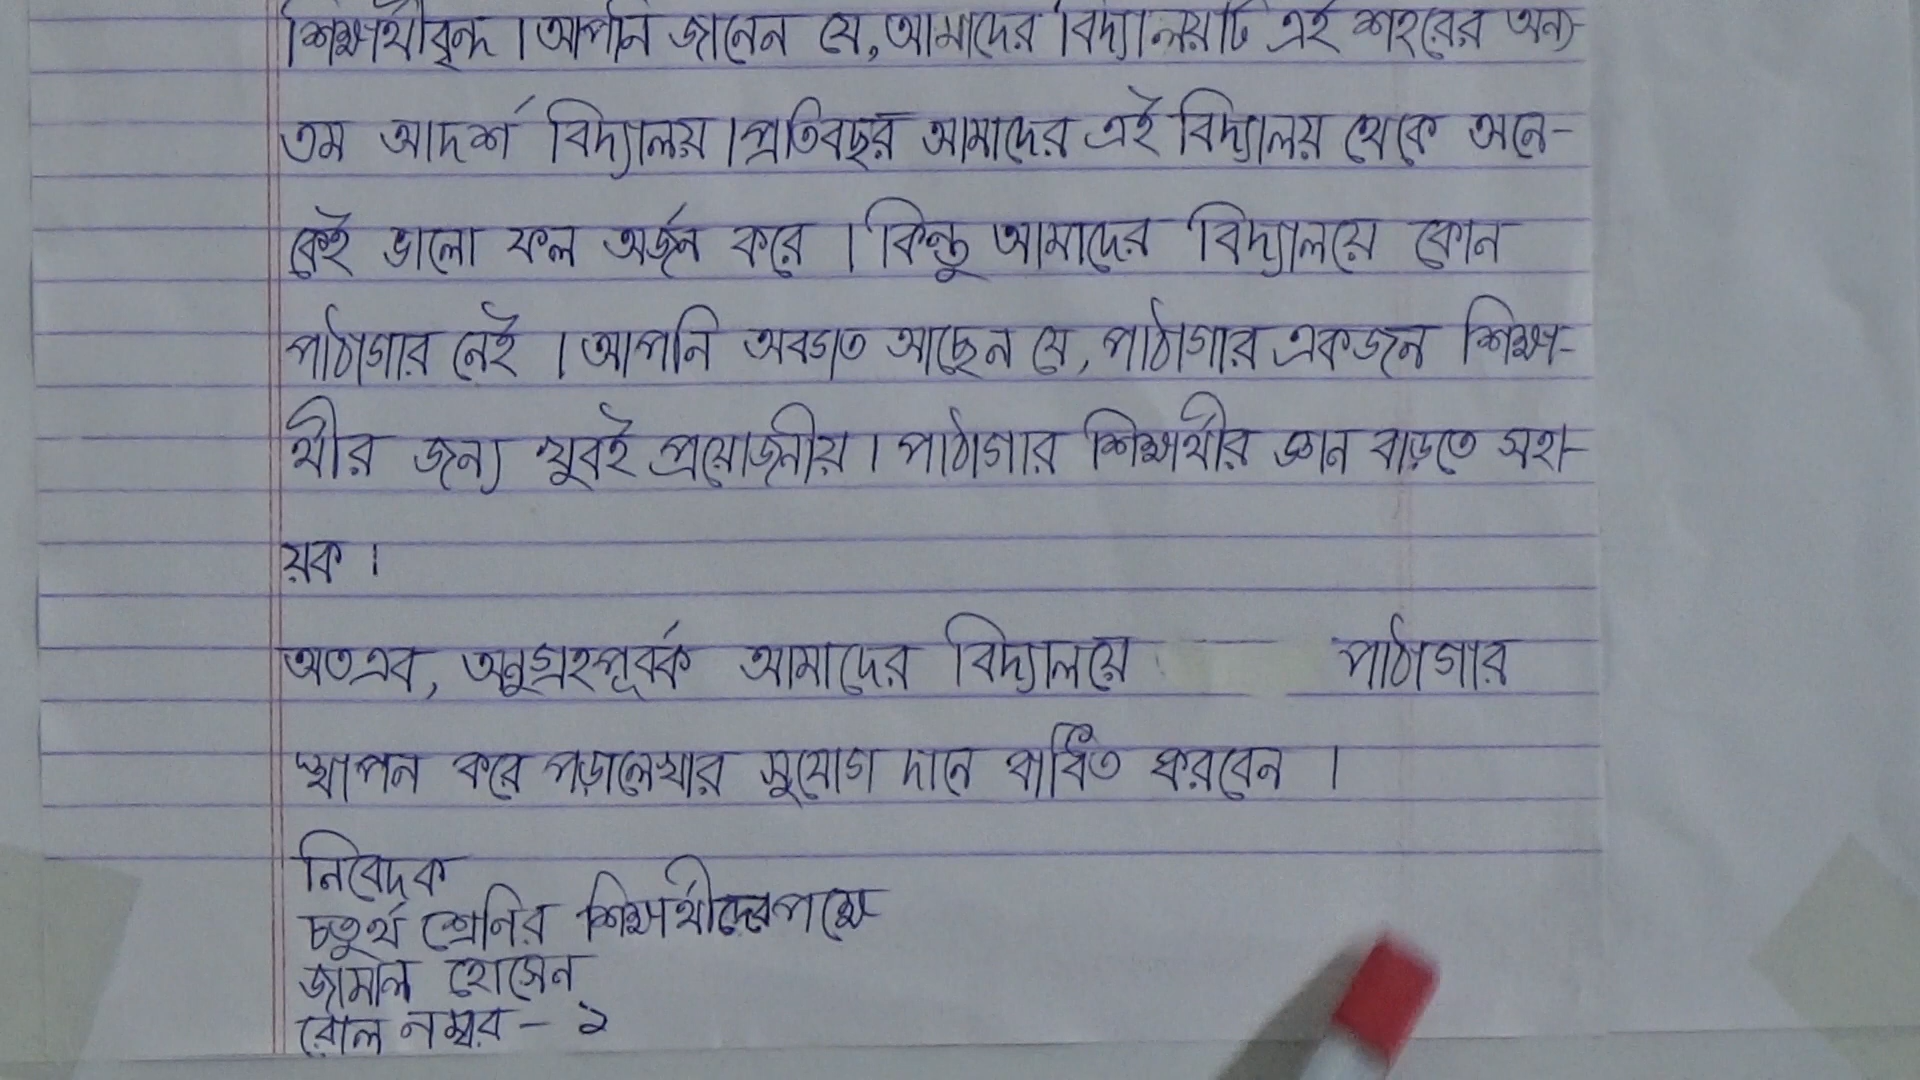 শিক্ষার্থীবৃন্দ । আপনি জানেন যে, আমাদের বিদ্যালয়টি এই শহরের অন্য-
তম আদর্শ বিদ্যালয় । প্রতিবছর আমাদের এই বিদ্যালয় থেকে অনে-
কেই ভালো ফল অর্জন করে । কিন্তু আমাদের বিদ্যালয়ে কোন
পাঠাগার নেই । আপনি অবগত আছেন যে, পাঠাগার একজন শিক্ষা-
র্থীর জন্য খুবই প্রয়োজনীয় । পাঠাগার শিক্ষার্থীর জ্ঞান বাড়তে সহা-
য়ক ।
অতএব, অনুগ্রহপূর্বক আমাদের বিদ্যালয়ে পাঠাগার
স্থাপন করে পড়ালেখার সুযোগ দানে বাধিত করবেন ।
নিবেদক
চতুর্থ শ্রেনির শিক্ষার্থীদের পক্ষে
জামাল হোসেন
রোল নম্বর - ১